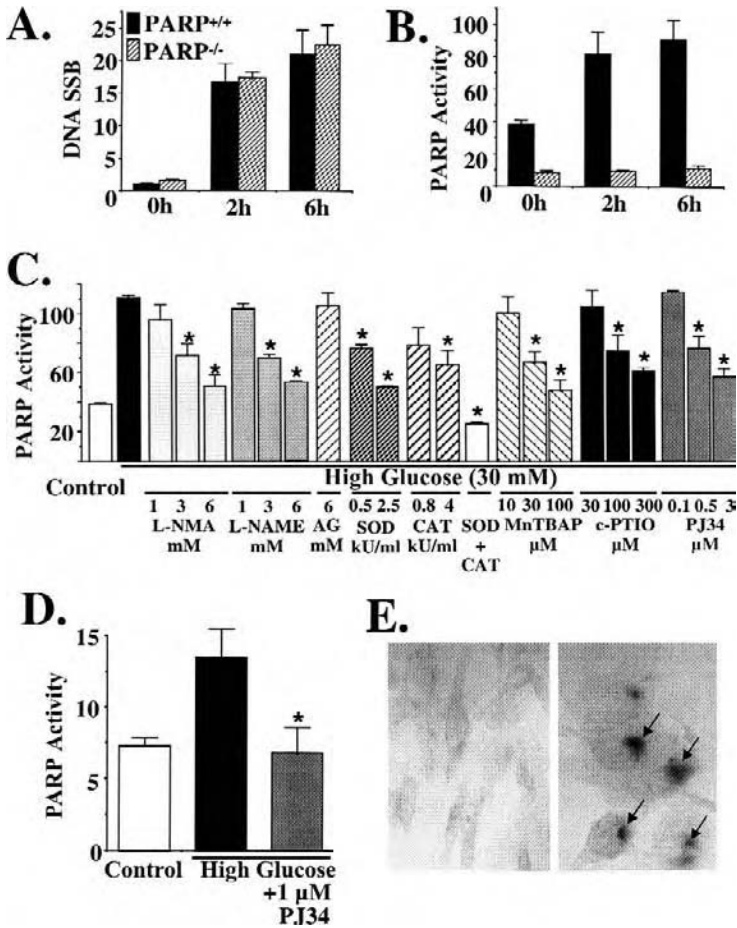 A.
PARP+/+
PARP-/-
DNA SSB
25
20
15
10
5
0
0h 2h 6h
B.
PARP Activity
100
80
60
40
20
0
0h 2h 6h
C.
PARP Activity
100
60
20
* * * * * * * * * * * * * *
Control
High Glucose (30 mM)
1 3 6 1 3 6 6 0.5 2.5 0.8 4 10 30 100 30 100 300 0.1 0.5
L-NMA L-NAME AG SOD CAT SOD MnTBAP c-PTIO PJ34
mM mM mM kU/ml kU/ml + µM µM µM
CAT
D.
PARP Activity
15
10
5
0
*
Control High Glucose
+1 µM
PJ34
E.